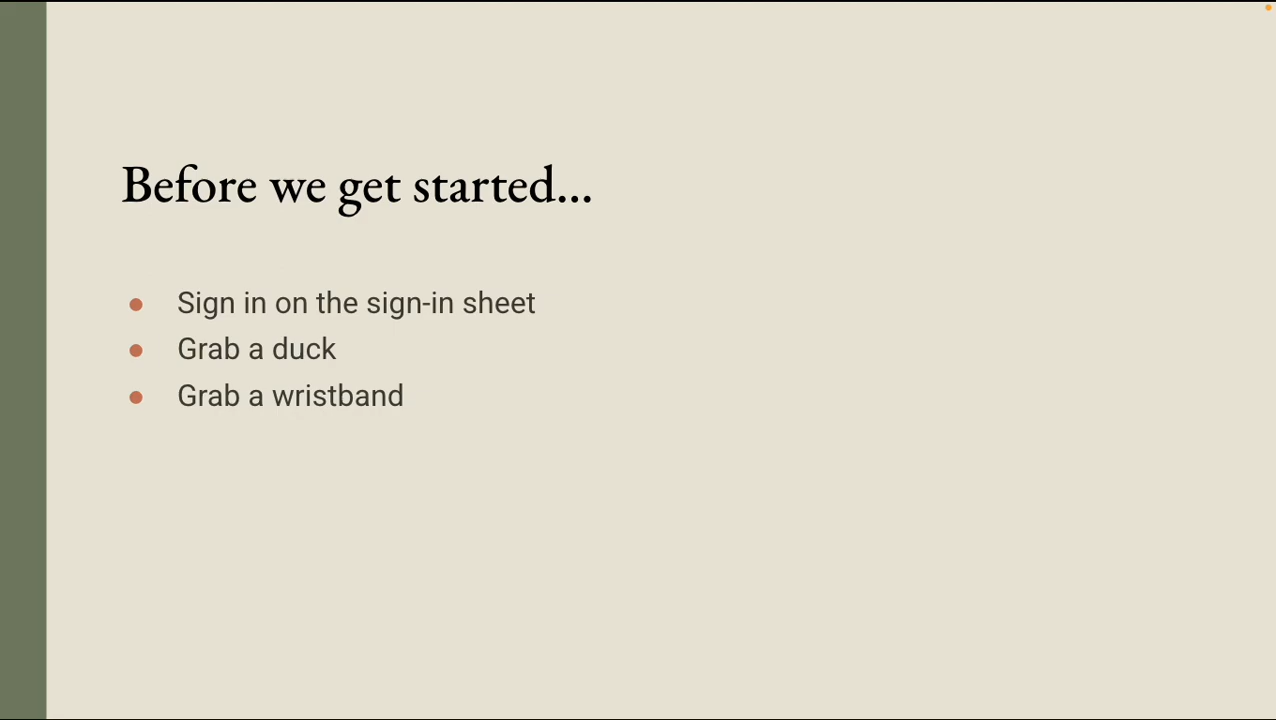 Before we get started...
Sign in on the sign-in sheet
Grab a duck
Grab a wristband